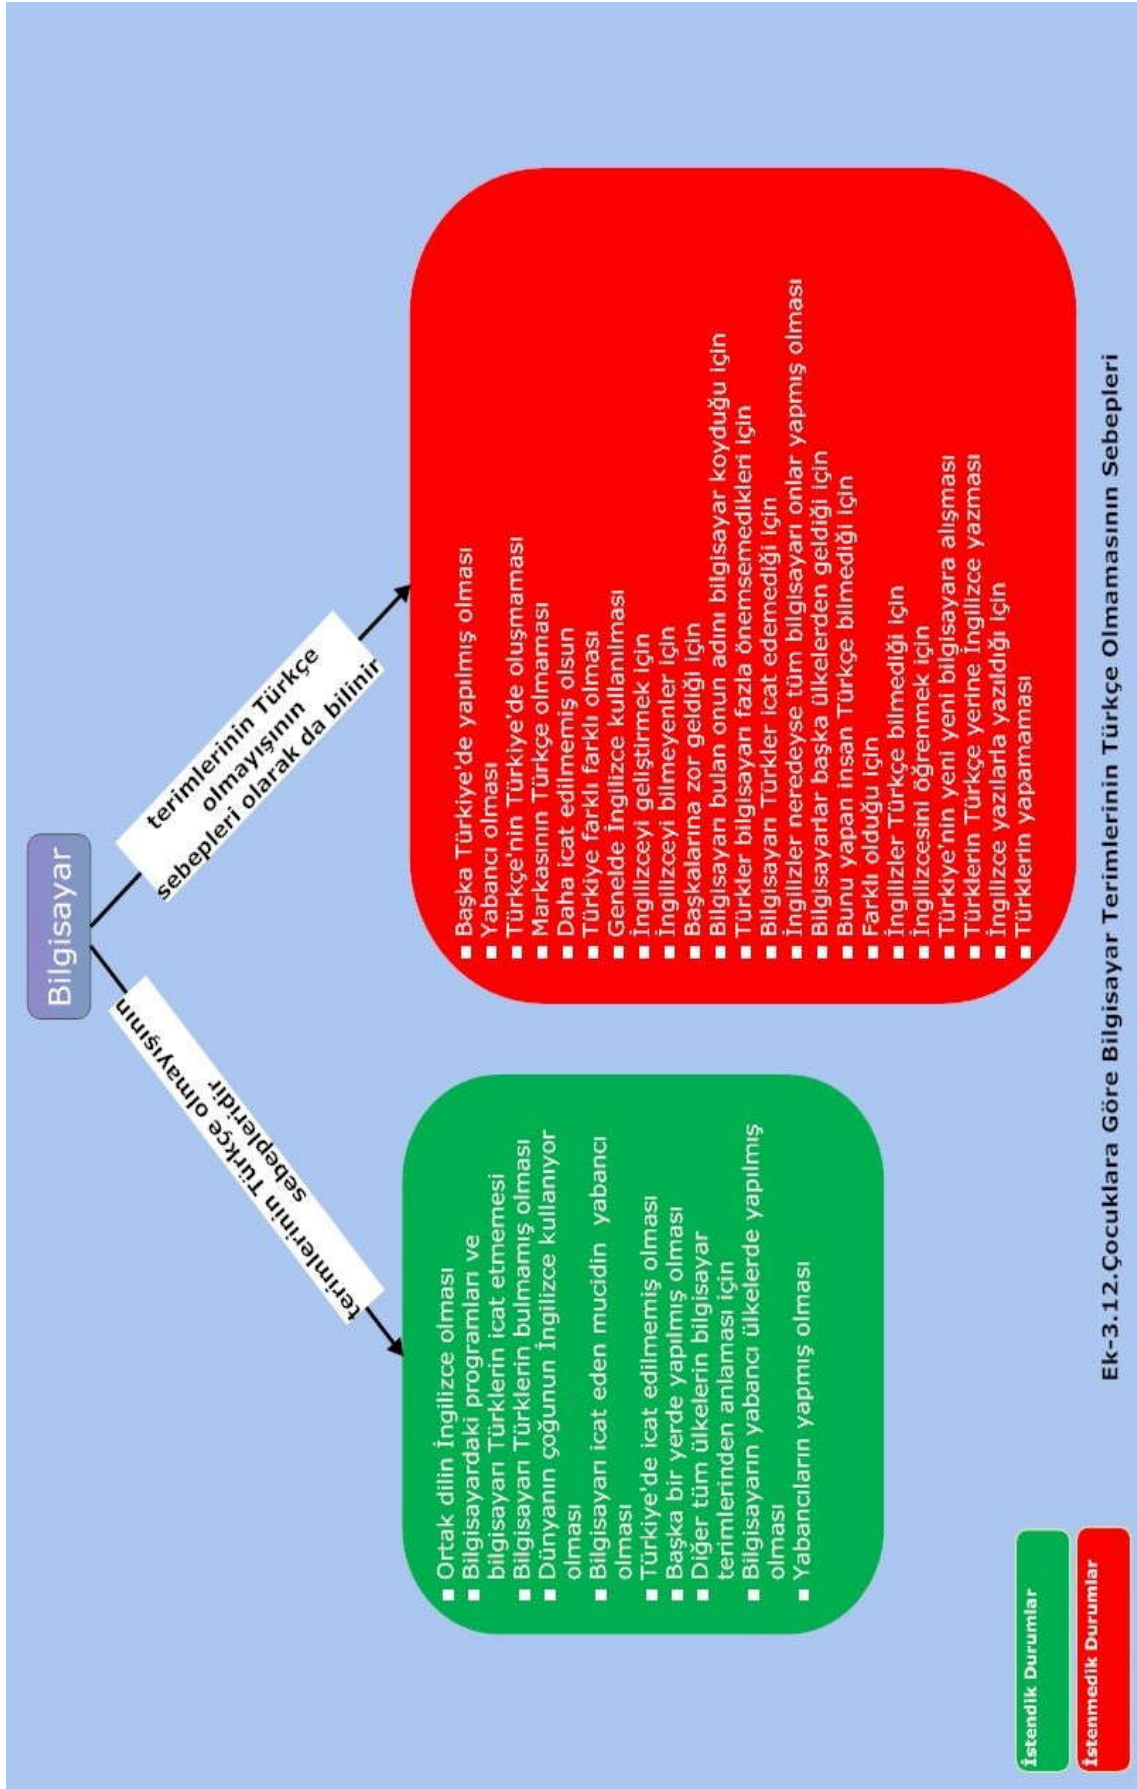 Bilgisayar
terimlerinin Türkçe olmayışının
sebepleridir
terimlerinin Türkçe
olmayışının
sebepleri olarak da bilinir
Ortak dilin İngilizce olması
Bilgisayardaki programları ve
bilgisayarı Türklerin icat etmemesi
Bilgisayarı Türklerin bulmamış olması
Dünyanın çoğunun İngilizce kullanıyor
olması
Bilgisayarı icat eden mucidin yabancı
olması
Türkiye'de icat edilmemiş olması
Başka bir yerde yapılmış olması
Diğer tüm ülkelerin bilgisayar
terimlerinden anlaması için
Bilgisayarın yabancı ülkelerde yapılmış
olması
Yabancıların yapmış olması
Başka Türkiye'de yapılmış olması
Yabancı olması
Türkçe'nin Türkiye'de oluşmaması
Markasının Türkçe olmaması
Daha icat edilmemiş olsun
Türkiye farklı farklı olması
Genelde İngilizce kullanılması
İngilizceyi geliştirmek için
İngilizceyi bilmeyenler için
Başkalarına zor geldiği için
Bilgisayarı bulan onun adını bilgisayar koyduğu için
Türkler bilgisayarı fazla önemsemedikleri için
Bilgisayarı Türkler icat edemediği için
İngilizler neredeyse tüm bilgisayarı onlar yapmış olması
Bilgisayarlar başka ülkelerden geldiği için
Bunu yapan insan Türkçe bilmediği için
Farklı olduğu için
İngilizler Türkçe bilmediği için
İngilizcesini öğrenmek için
Türkiye'nin yeni yeni bilgisayara alışması
Türklerin Türkçe yerine İngilizce yazması
İngilizce yazılarla yazıldığı için
Türklerin yapamaması
İstendik Durumlar
İstenmedik Durumlar
Ek-3.12.Çocuklara Göre Bilgisayar Terimlerinin Türkçe Olmamasının Sebepleri